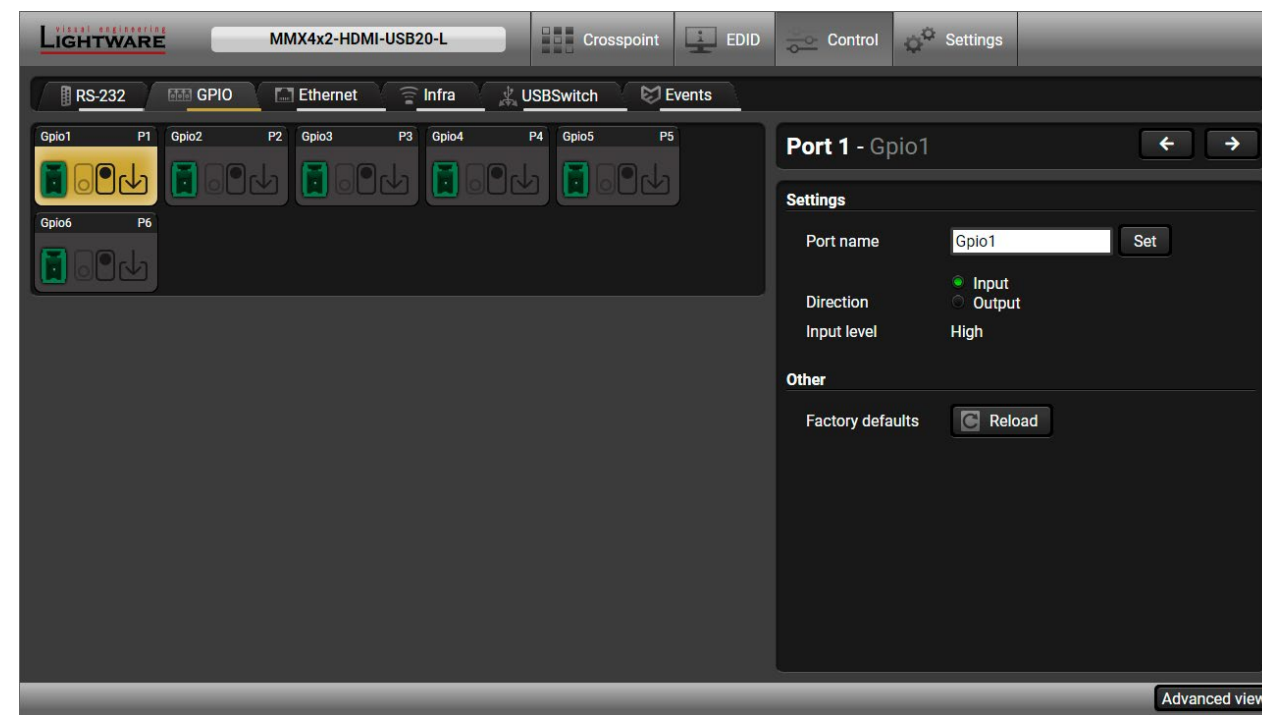 visual engineering
LIGHTWARE
MMX4x2-HDMI-USB20-L
Crosspoint
EDID
Control
Settings
RS-232
GPIO
Ethernet
Infra
USBSwitch
Events
Gpio1 P1
Gpio2 P2
Gpio3 P3
Gpio4 P4
Gpio5 P5
Gpio6 P6
Port 1 - Gpio1
Settings
Port name Gpio1 Set
Input
Direction Output
Input level High
Other
Factory defaults Reload
Advanced view